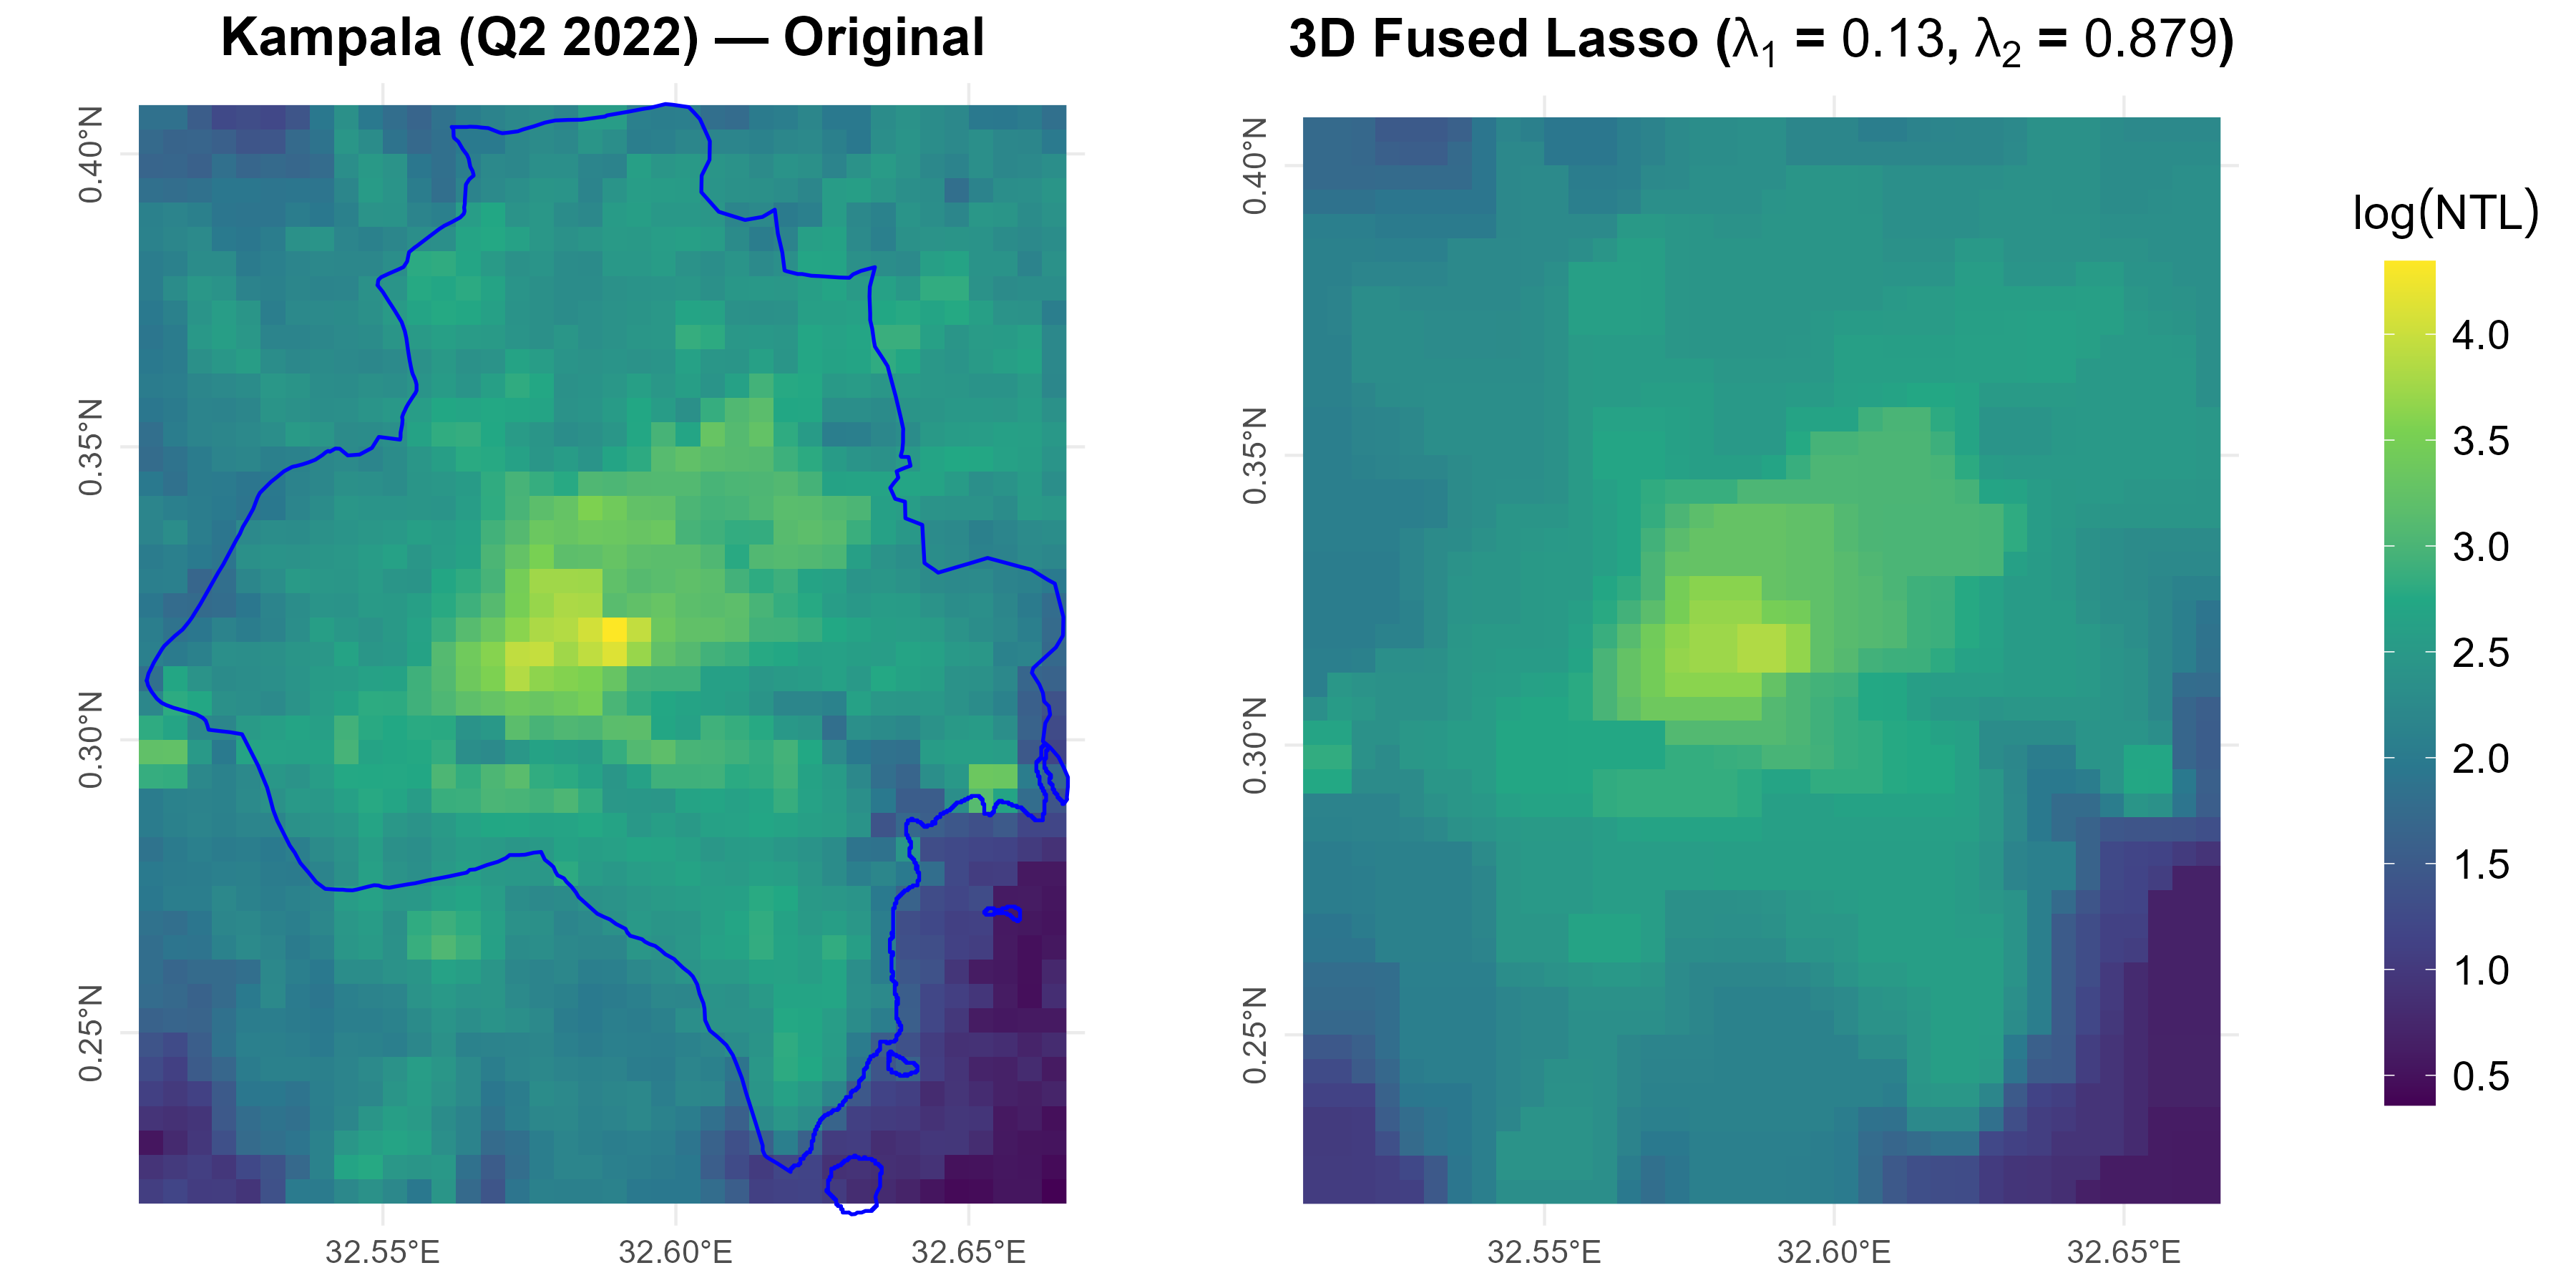 Kampala (Q2 2022) — Original
0.40°N
0.35°N
0.30°N
0.25°N
32.55°E
32.60°E
32.65°E
3D Fused Lasso (λ₁ = 0.13, λ₂ = 0.879)
0.40°N
0.35°N
0.30°N
0.25°N
32.55°E
32.60°E
32.65°E
log(NTL)
4.0
3.5
3.0
2.5
2.0
1.5
1.0
0.5